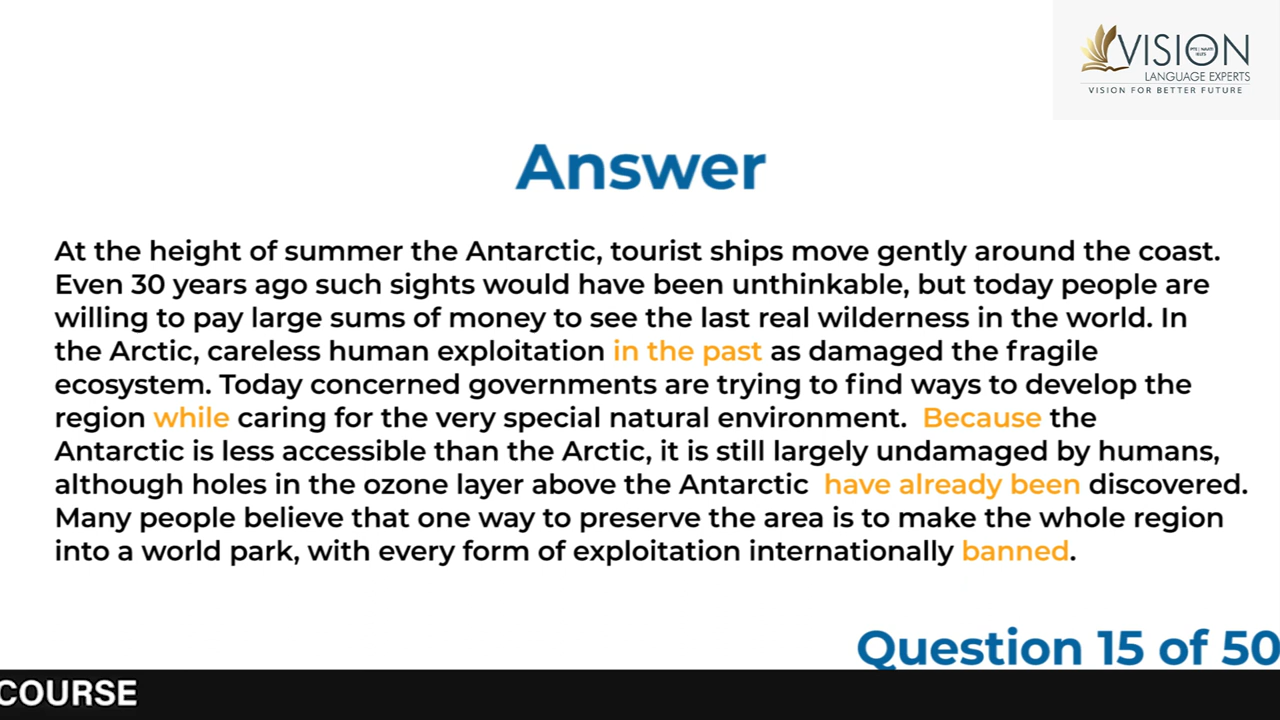 VISION
LANGUAGE EXPERTS
VISION FOR BETTER FUTURE
Answer
At the height of summer the Antarctic, tourist ships move gently around the coast.
Even 30 years ago such sights would have been unthinkable, but today people are
willing to pay large sums of money to see the last real wilderness in the world. In
the Arctic, careless human exploitation in the past as damaged the fragile
ecosystem. Today concerned governments are trying to find ways to develop the
region while caring for the very special natural environment. Because the
Antarctic is less accessible than the Arctic, it is still largely undamaged by humans,
although holes in the ozone layer above the Antarctic have already been discovered.
Many people believe that one way to preserve the area is to make the whole region
into a world park, with every form of exploitation internationally banned.
Question 15 of 50
COURSE